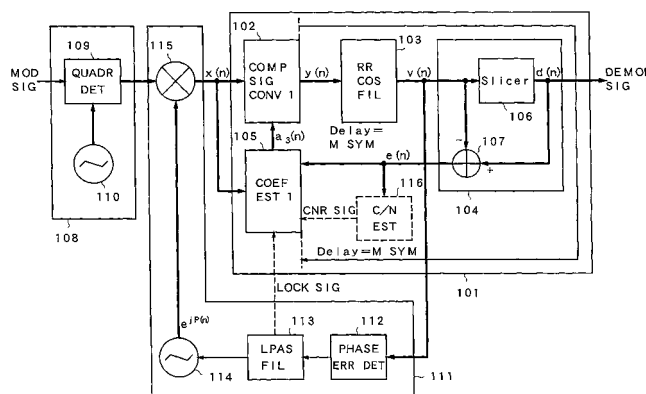 102
103
109
115
COMP
SIG
CONV 1
x(n)
y(n)
RR
COS
FIL
v(n)
d(n)
MOD
SIG
QUADR
DET
Slicer
DEMO
SIG
106
105
a₃(n)
Delay=
M SYM
107
-
+
e(n)
110
COEF
EST 1
116
CNR SIG
C/N
EST
104
108
Delay=M SYM
101
LOCK SIG
e^jP(n)
113
112
LPAS
FIL
PHASE
ERR DET
111
114